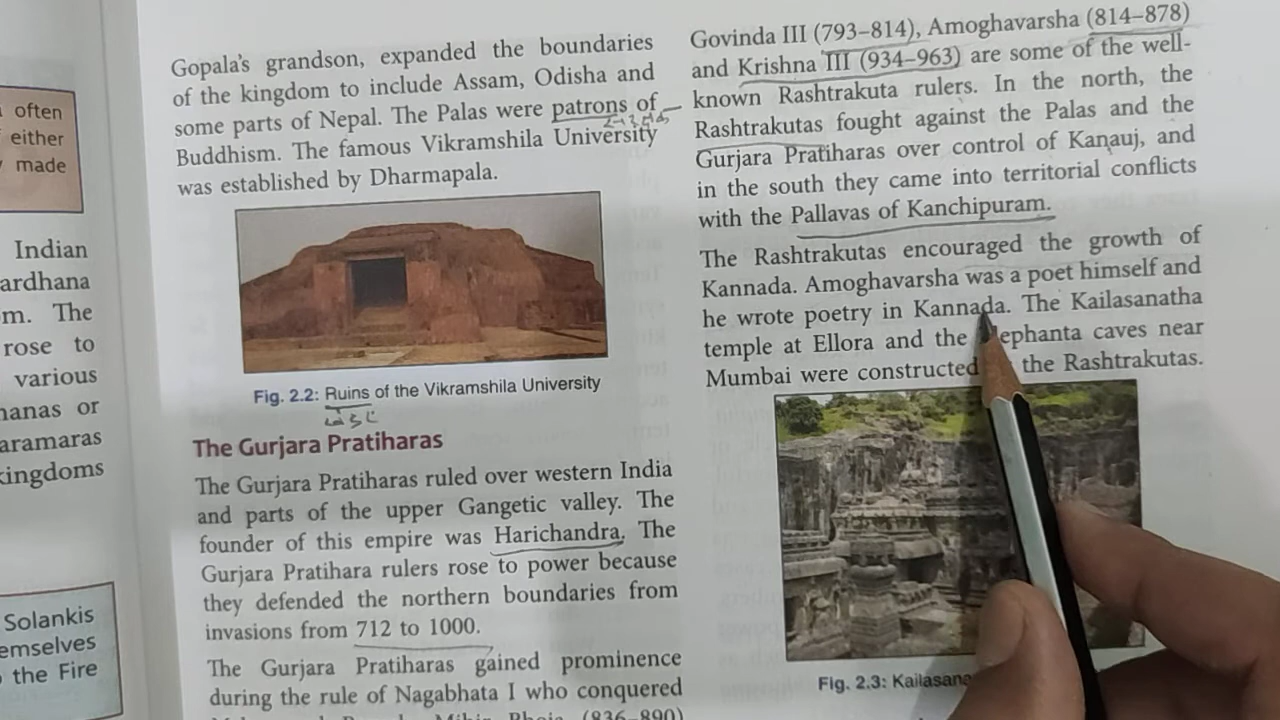 often
either
made
Indian
ardhana
m. The
rose to
various
nanas or
aramaras
kingdoms
Solankis
emselves
the Fire
Gopala's grandson, expanded the boundaries
of the kingdom to include Assam, Odisha and
some parts of Nepal. The Palas were patrons of
Buddhism. The famous Vikramshila University
was established by Dharmapala.
Fig. 2.2: Ruins of the Vikramshila University
The Gurjara Pratiharas
The Gurjara Pratiharas ruled over western India
and parts of the upper Gangetic valley. The
founder of this empire was Harichandra. The
Gurjara Pratihara rulers rose to power because
they defended the northern boundaries from
invasions from 712 to 1000.
The Gurjara Pratiharas gained prominence
during the rule of Nagabhata I who conquered
(836–890)
Govinda III (793–814), Amoghavarsha (814–878)
and Krishna III (934–963) are some of the well-
known Rashtrakuta rulers. In the north, the
Rashtrakutas fought against the Palas and the
Gurjara Pratiharas over control of Kanauj, and
in the south they came into territorial conflicts
with the Pallavas of Kanchipuram.
The Rashtrakutas encouraged the growth of
Kannada. Amoghavarsha was a poet himself and
he wrote poetry in Kannada. The Kailasanatha
temple at Ellora and the lephanta caves near
Mumbai were constructed the Rashtrakutas.
Fig. 2.3: Kailasana